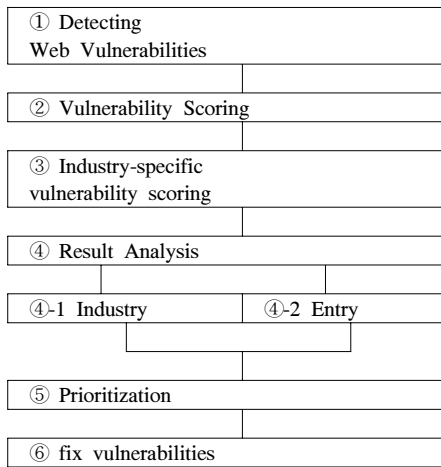 ① Detecting
Web Vulnerabilities
② Vulnerability Scoring
③ Industry-specific
vulnerability scoring
④ Result Analysis
④-1 Industry
④-2 Entry
⑤ Prioritization
⑥ fix vulnerabilities